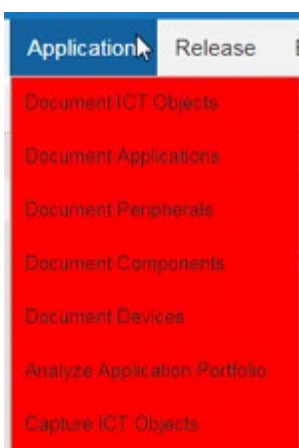 Application Release
Document ICT Objects
Document Applications
Document Peripherals
Document Components
Document Devices
Analyze Application Portfolio
Capture ICT Objects